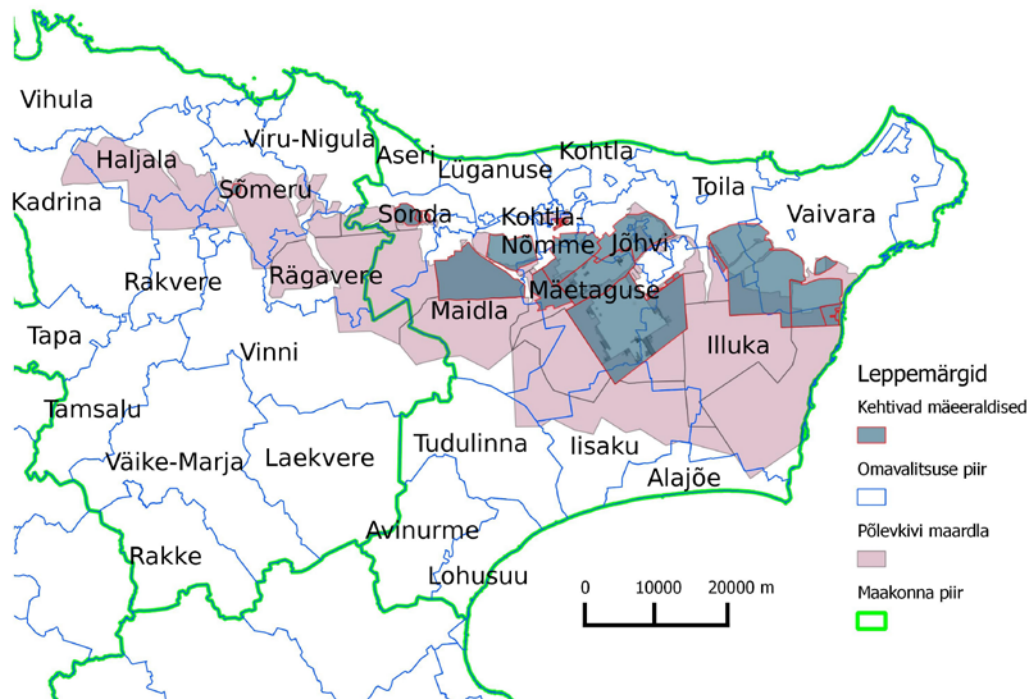 Vihula
Viru-Nigula
Haljala
Aseri
Kohtla
Lüganuse
Sõmeru
Toila
Kadrina
Sonda
Kohtla-
Nõmme
Jõhvi
Vaivara
Rakvere
Rägavere
Maidla
Mäetaguse
Tapa
Vinni
Illuka
Tamsalu
Väike-Marja
Laekvere
Tudulinna
Iisaku
Alajõe
Avinurme
Rakke
Lohusuu
0 10000 20000 m
Leppemärgid
Kehtivad mäeeraldised
Omavalitsuse piir
Põlevkivi maardla
Maakonna piir